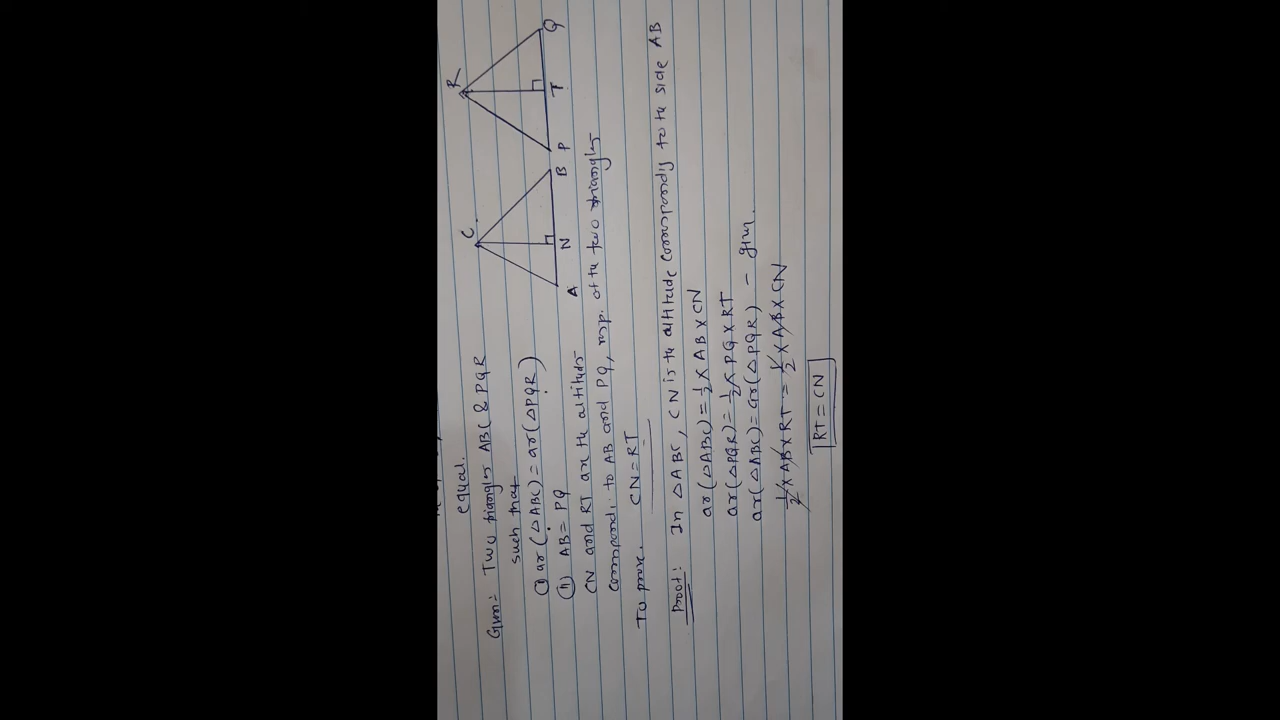 equal.
Given:- Two triangles ABC & PQR
such that
(i) ar(△ABC) = ar(△PQR)
(ii) AB = PQ
CN and RT are the altitudes
correspondi. to AB and PQ, resp. of the two triangles
To prove. CN = RT
Proof: In △ABC, CN is the altitude correspondig to the side AB
ar(△ABC) = 1/2 × AB × CN
ar(△PQR) = 1/2 × PQ × RT
ar(△ABC) = ar(△PQR) - given.
1/2 × AB × RT = 1/2 × AB × CN
RT = CN
C
A N B
R
P T Q